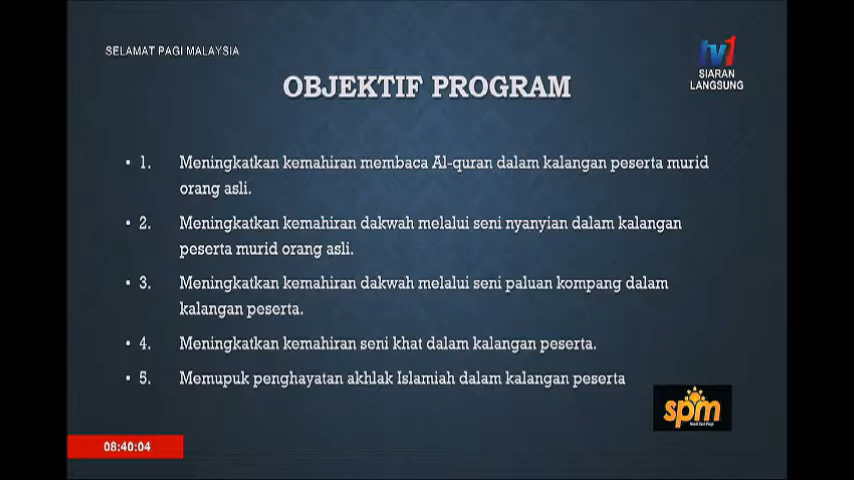 SELAMAT PAGI MALAYSIA
tv1
SIARAN
LANGSUNG
OBJEKTIF PROGRAM
• 1. Meningkatkan kemahiran membaca Al-quran dalam kalangan peserta murid
orang asli.
• 2. Meningkatkan kemahiran dakwah melalui seni nyanyian dalam kalangan
peserta murid orang asli.
• 3. Meningkatkan kemahiran dakwah melalui seni paluan kompang dalam
kalangan peserta.
• 4. Meningkatkan kemahiran seni khat dalam kalangan peserta.
• 5. Memupuk penghayatan akhlak Islamiah dalam kalangan peserta
spm
08:40:04